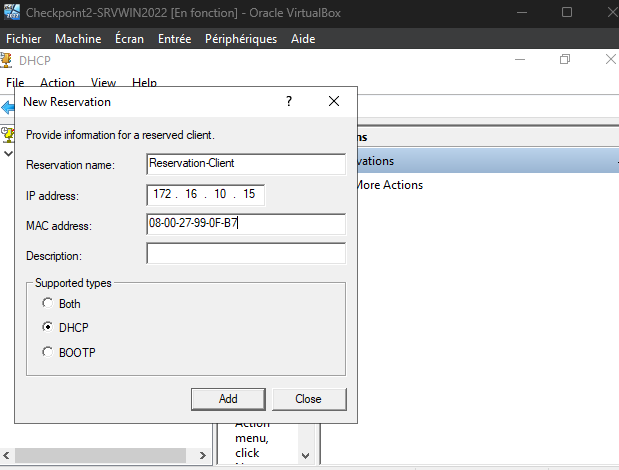 Checkpoint2-SRVWIN2022 [En fonction] - Oracle VirtualBox
Fichier Machine Écran Entrée Périphériques Aide
DHCP
File Action View Help
New Reservation
?
Provide information for a reserved client.
Reservation name: Reservation-Client
IP address: 172 . 16 . 10 . 15
MAC address: 08-00-27-99-0F-B7
Description:
Supported types
Both
DHCP
BOOTP
Add Close
ns
vations
More Actions
Action
menu,
click